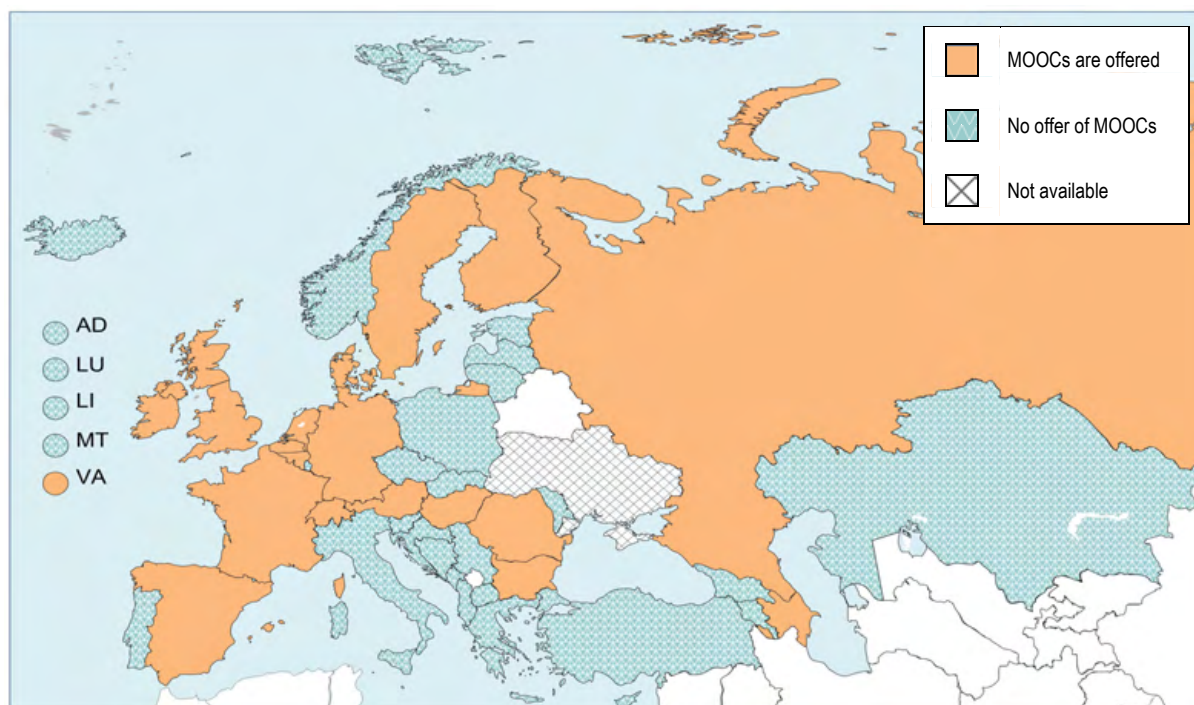 MOOCs are offered
No offer of MOOCs
Not available
AD
LU
LI
MT
VA